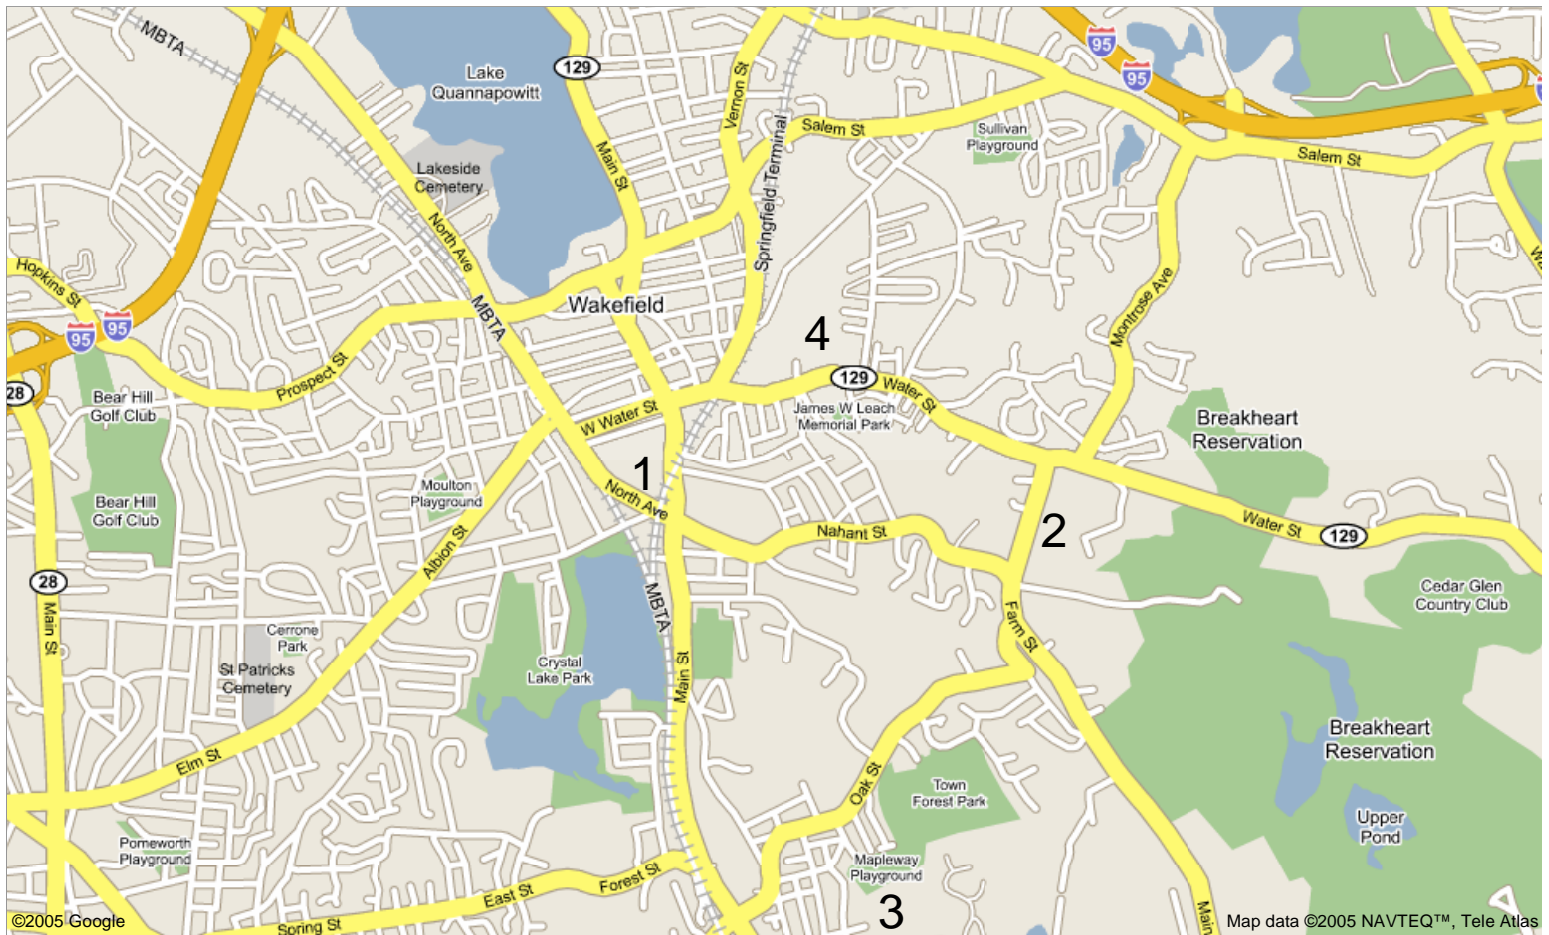 MBTA
Lake
Quannapowitt
129
95
95
Vernon St
Salem St
Sullivan
Playground
Salem St
Main St
Lakeside
Cemetery
Springfield Terminal
North Ave
Hopkins St
MBTA
Wakefield
95
95
Montrose Ave
4
Prospect St
28
129
Water St
Bear Hill
Golf Club
W Water St
James W Leach
Memorial Park
Breakheart
Reservation
1
Moulton
Playground
North Ave
Bear Hill
Golf Club
Nahant St
2
Water St
129
Albion St
28
Main St
MBTA
Cedar Glen
Country Club
Farm St
Cerrone
Park
St Patricks
Cemetery
Crystal
Lake Park
Main St
Breakheart
Reservation
Elm St
Oak St
Town
Forest Park
Upper
Pond
Pomeworth
Playground
Mapleway
Playground
Forest St
East St
3
Spring St
Main
©2005 Google
Map data ©2005 NAVTEQ™, Tele Atlas